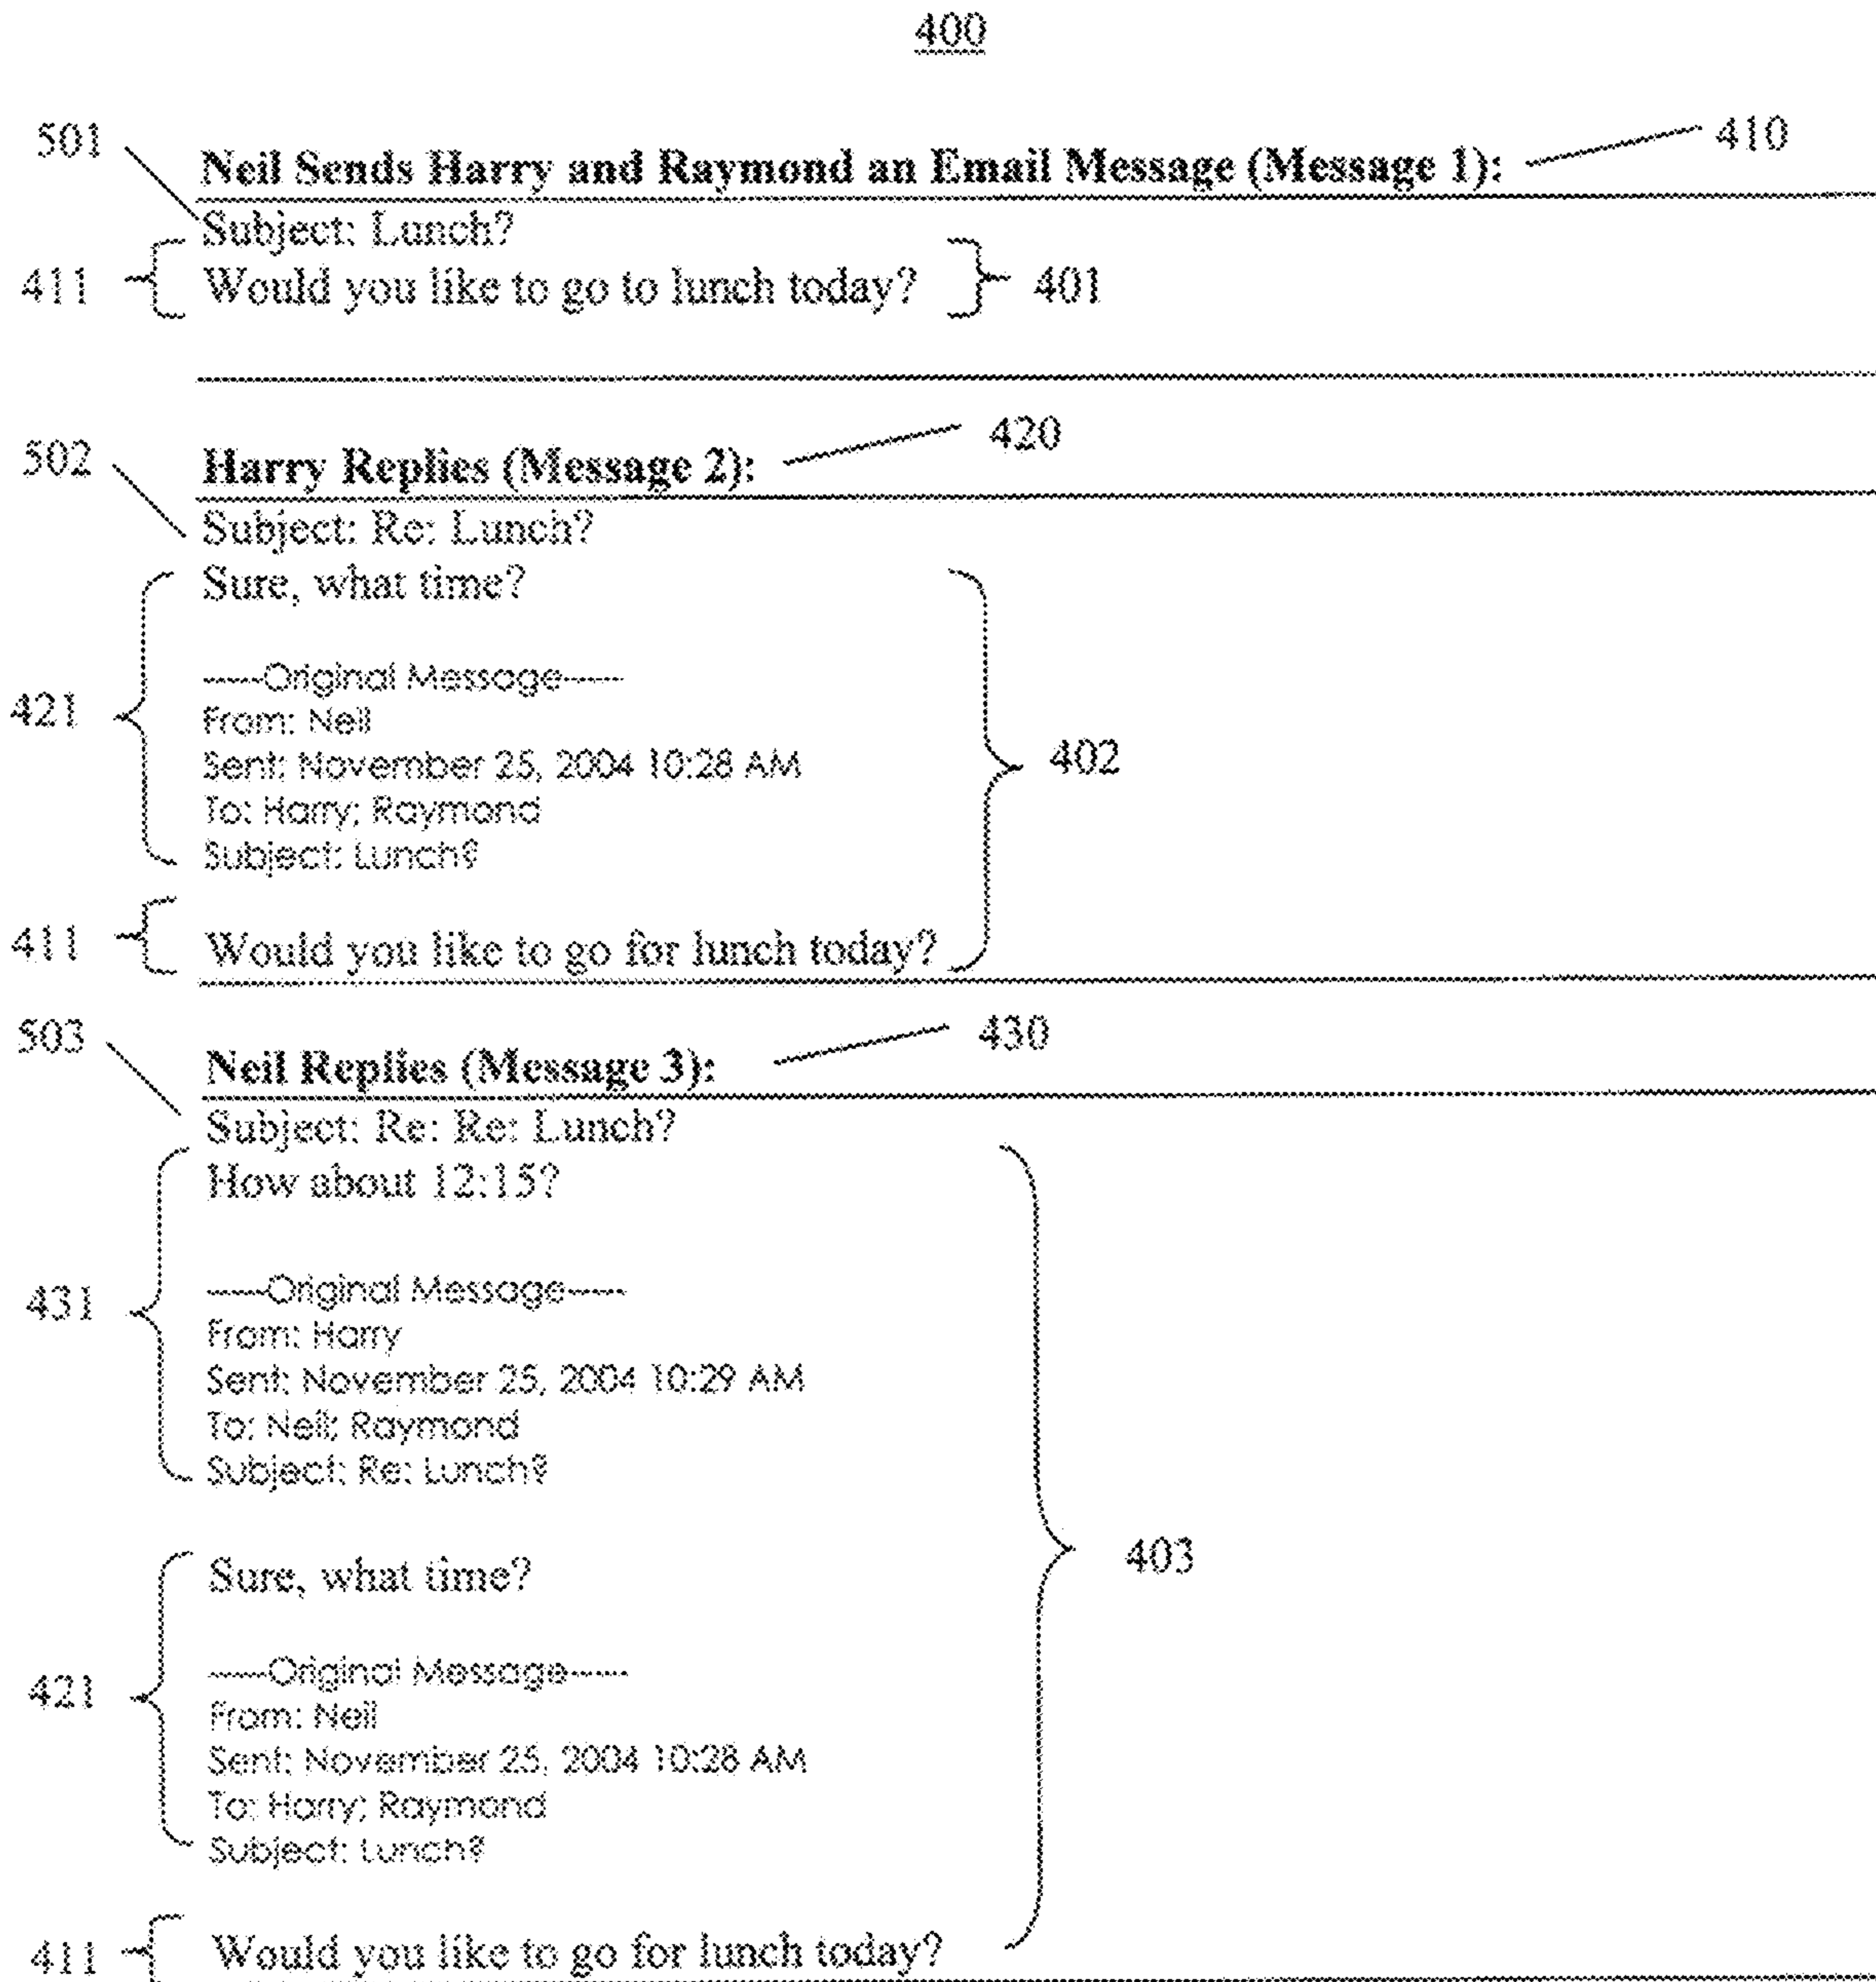 400
501 Neil Sends Harry and Raymond an Email Message (Message 1): 410
Subject: Lunch?
411 Would you like to go to lunch today? 401
420
502 Harry Replies (Message 2):
Subject: Re: Lunch?
Sure, what time?
-----Original Message-----
421 From: Neil
Sent: November 25, 2004 10:28 AM 402
To: Harry; Raymond
Subject: Lunch?
411 Would you like to go for lunch today?
503 430
Neil Replies (Message 3):
Subject: Re: Re: Lunch?
How about 12:15?
431 -----Original Message-----
From: Harry
Sent: November 25, 2004 10:29 AM
To: Neil; Raymond
Subject: Re: Lunch?
403
Sure, what time?
421 -----Original Message-----
From: Neil
Sent: November 25, 2004 10:28 AM
To: Harry; Raymond
Subject: Lunch?
411 Would you like to go for lunch today?